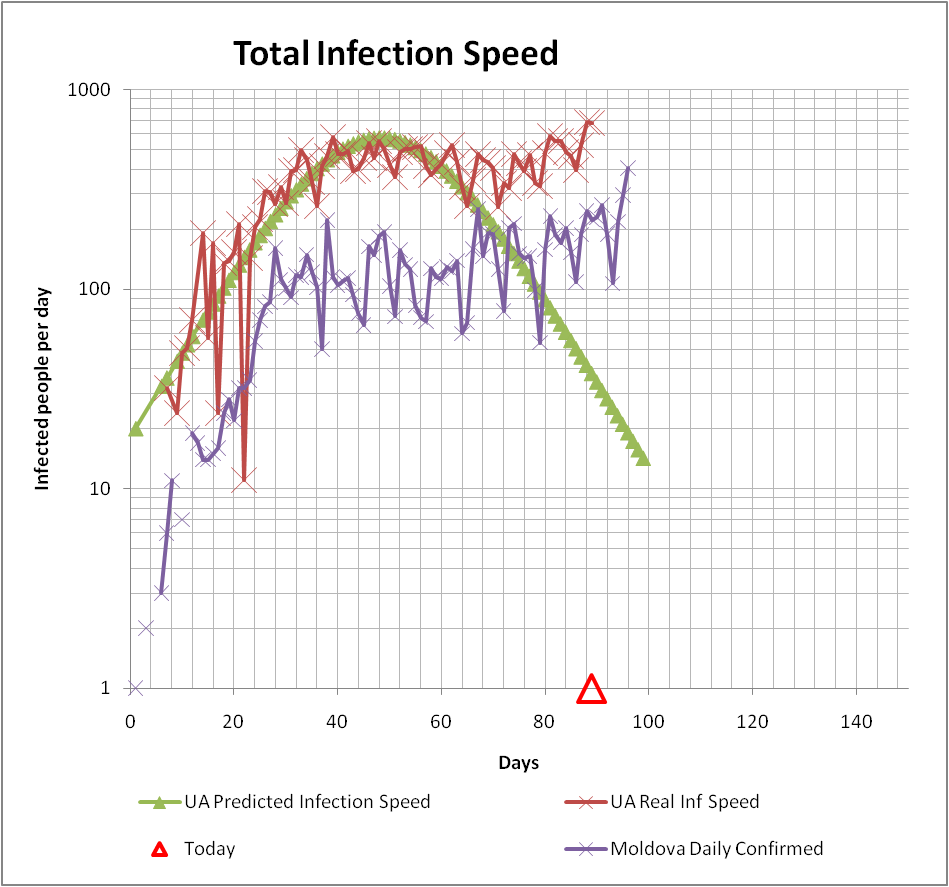 Total Infection Speed
Infected people per day
1000
100
10
1
0 20 40 60 80 100 120 140
Days
UA Predicted Infection Speed UA Real Inf Speed
Today Moldova Daily Confirmed